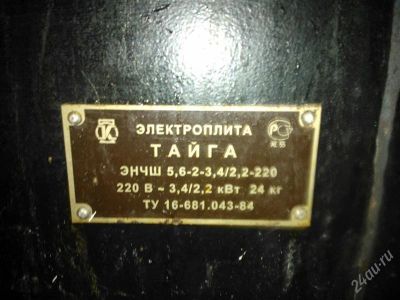 ЭЛЕКТРОПЛИТА
ТАЙГА
ЭНЧШ 5,6-2-3,4/2,2-220
220 В ~ 3,4/2,2 кВт 24 кг
ТУ 16-681.043-84
24au.ru